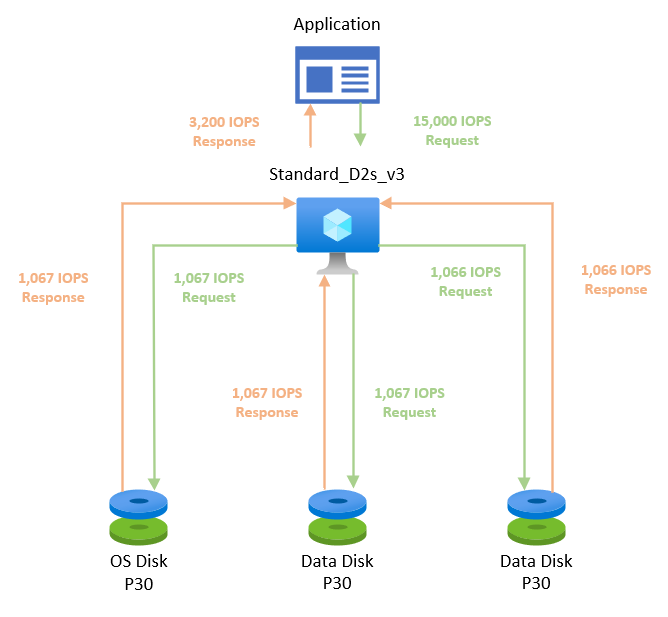 Application
3,200 IOPS
Response
15,000 IOPS
Request
Standard_D2s_v3
1,067 IOPS
Response
1,067 IOPS
Request
1,066 IOPS
Request
1,066 IOPS
Response
1,067 IOPS
Response
1,067 IOPS
Request
OS Disk
P30
Data Disk
P30
Data Disk
P30